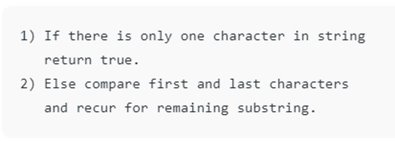 1) If there is only one character in string
return true.
2) Else compare first and last characters
and recur for remaining substring.